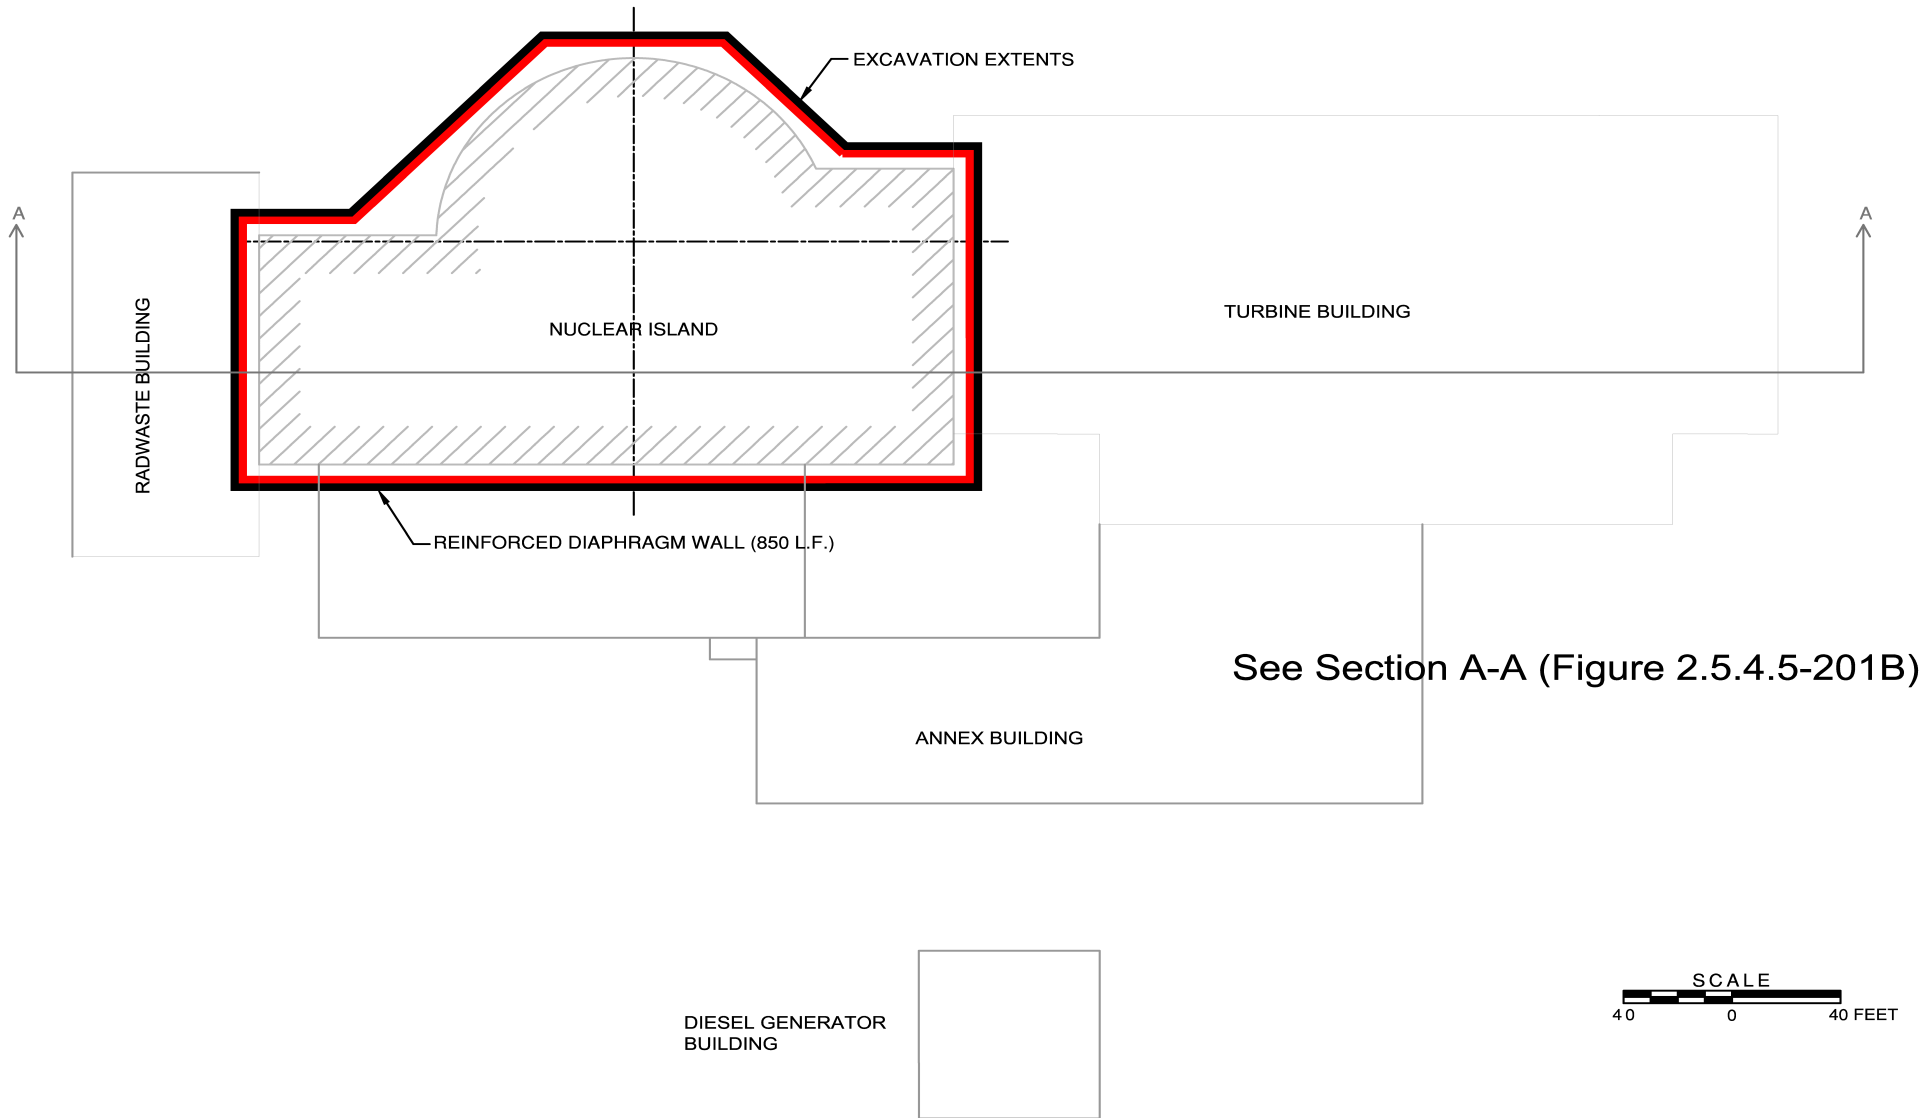 EXCAVATION EXTENTS
A
A
RADWASTE BUILDING
NUCLEAR ISLAND
TURBINE BUILDING
REINFORCED DIAPHRAGM WALL (850 L.F.)
See Section A-A (Figure 2.5.4.5-201B)
ANNEX BUILDING
SCALE
40 0 40 FEET
DIESEL GENERATOR
BUILDING